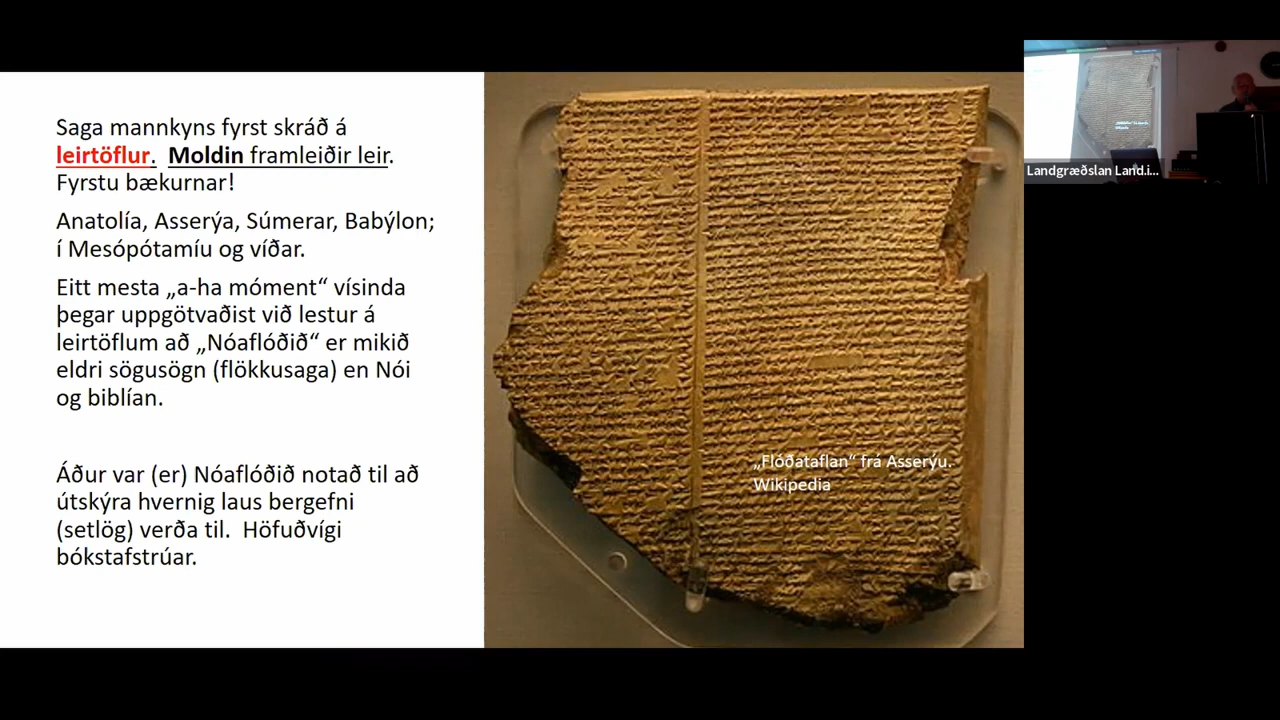 Saga mannkyns fyrst skráð á
leirtöflur.  Moldin framleiðir leir.
Fyrstu bækurnar!
Anatolía, Asserýa, Súmerar, Babýlon;
í Mesópótamíu og víðar.
Eitt mesta „a-ha móment“ vísinda
þegar uppgötvaðist við lestur á
leirtöflum að „Nóaflóðið“ er mikið
eldri sögusögn (flökkusaga) en Nói
og biblían.
Áður var (er) Nóaflóðið notað til að
útskýra hvernig laus bergefni
(setlög) verða til.  Höfuðvígi
bókstafstrúar.
„Flóðataflan“ frá Asserýu.
Wikipedia
Landgræðslan Land.i...